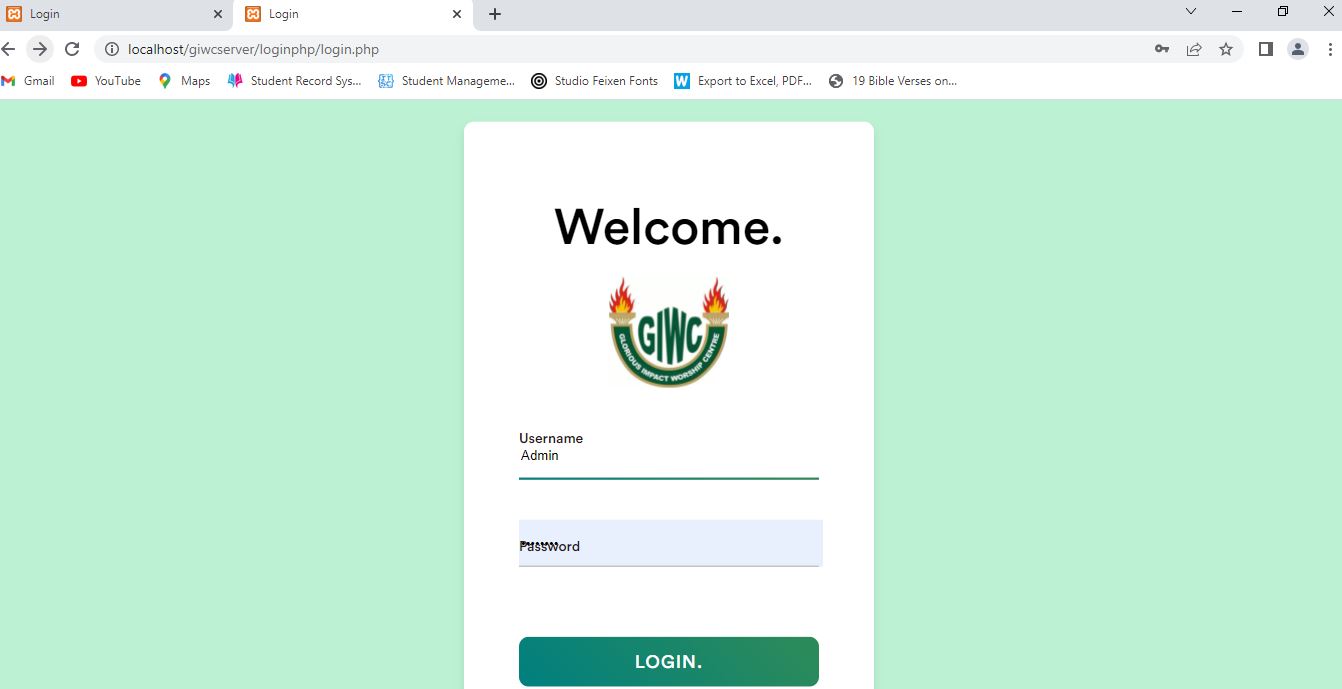 Login
Login
localhost/giwcserver/loginphp/login.php
Gmail YouTube Maps Student Record Sys... Student Manageme... Studio Feixen Fonts Export to Excel, PDF... 19 Bible Verses on...
Welcome.
GIWC
GLORIOUS IMPACT WORSHIP CENTRE
Username
Admin
Password
LOGIN.